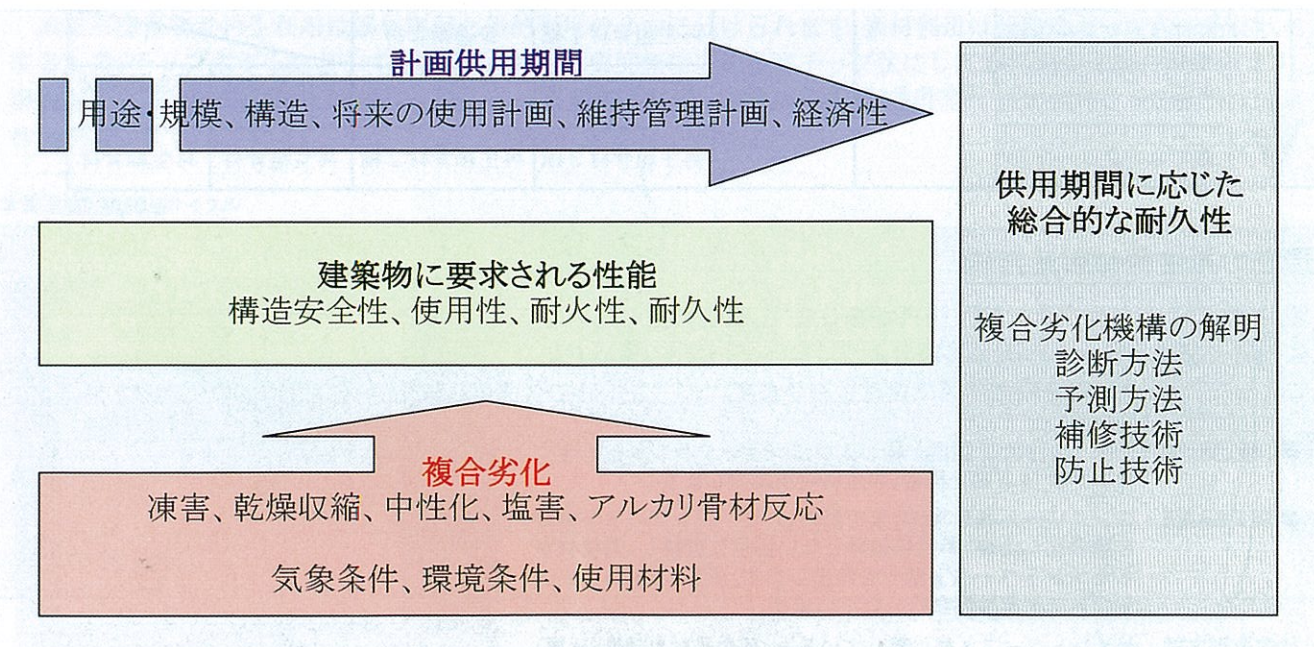 計画供用期間
用途・規模、構造、将来の使用計画、維持管理計画、経済性
建築物に要求される性能
構造安全性、使用性、耐火性、耐久性
複合劣化
凍害、乾燥収縮、中性化、塩害、アルカリ骨材反応
気象条件、環境条件、使用材料
供用期間に応じた
総合的な耐久性
複合劣化機構の解明
診断方法
予測方法
補修技術
防止技術